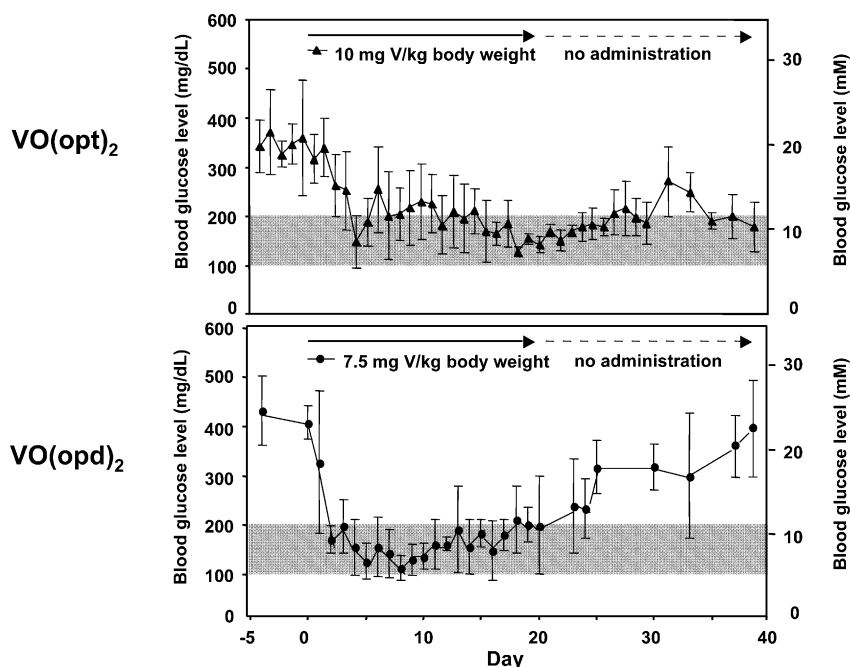 VO(opt)2
Blood glucose level (mg/dL)
600
500
400
300
200
100
0
10 mg V/kg body weight
no administration
30
20
10
0
Blood glucose level (mM)
VO(opd)2
Blood glucose level (mg/dL)
600
500
400
300
200
100
0
7.5 mg V/kg body weight
no administration
30
20
10
0
Blood glucose level (mM)
-5 0 10 20 30 40
Day